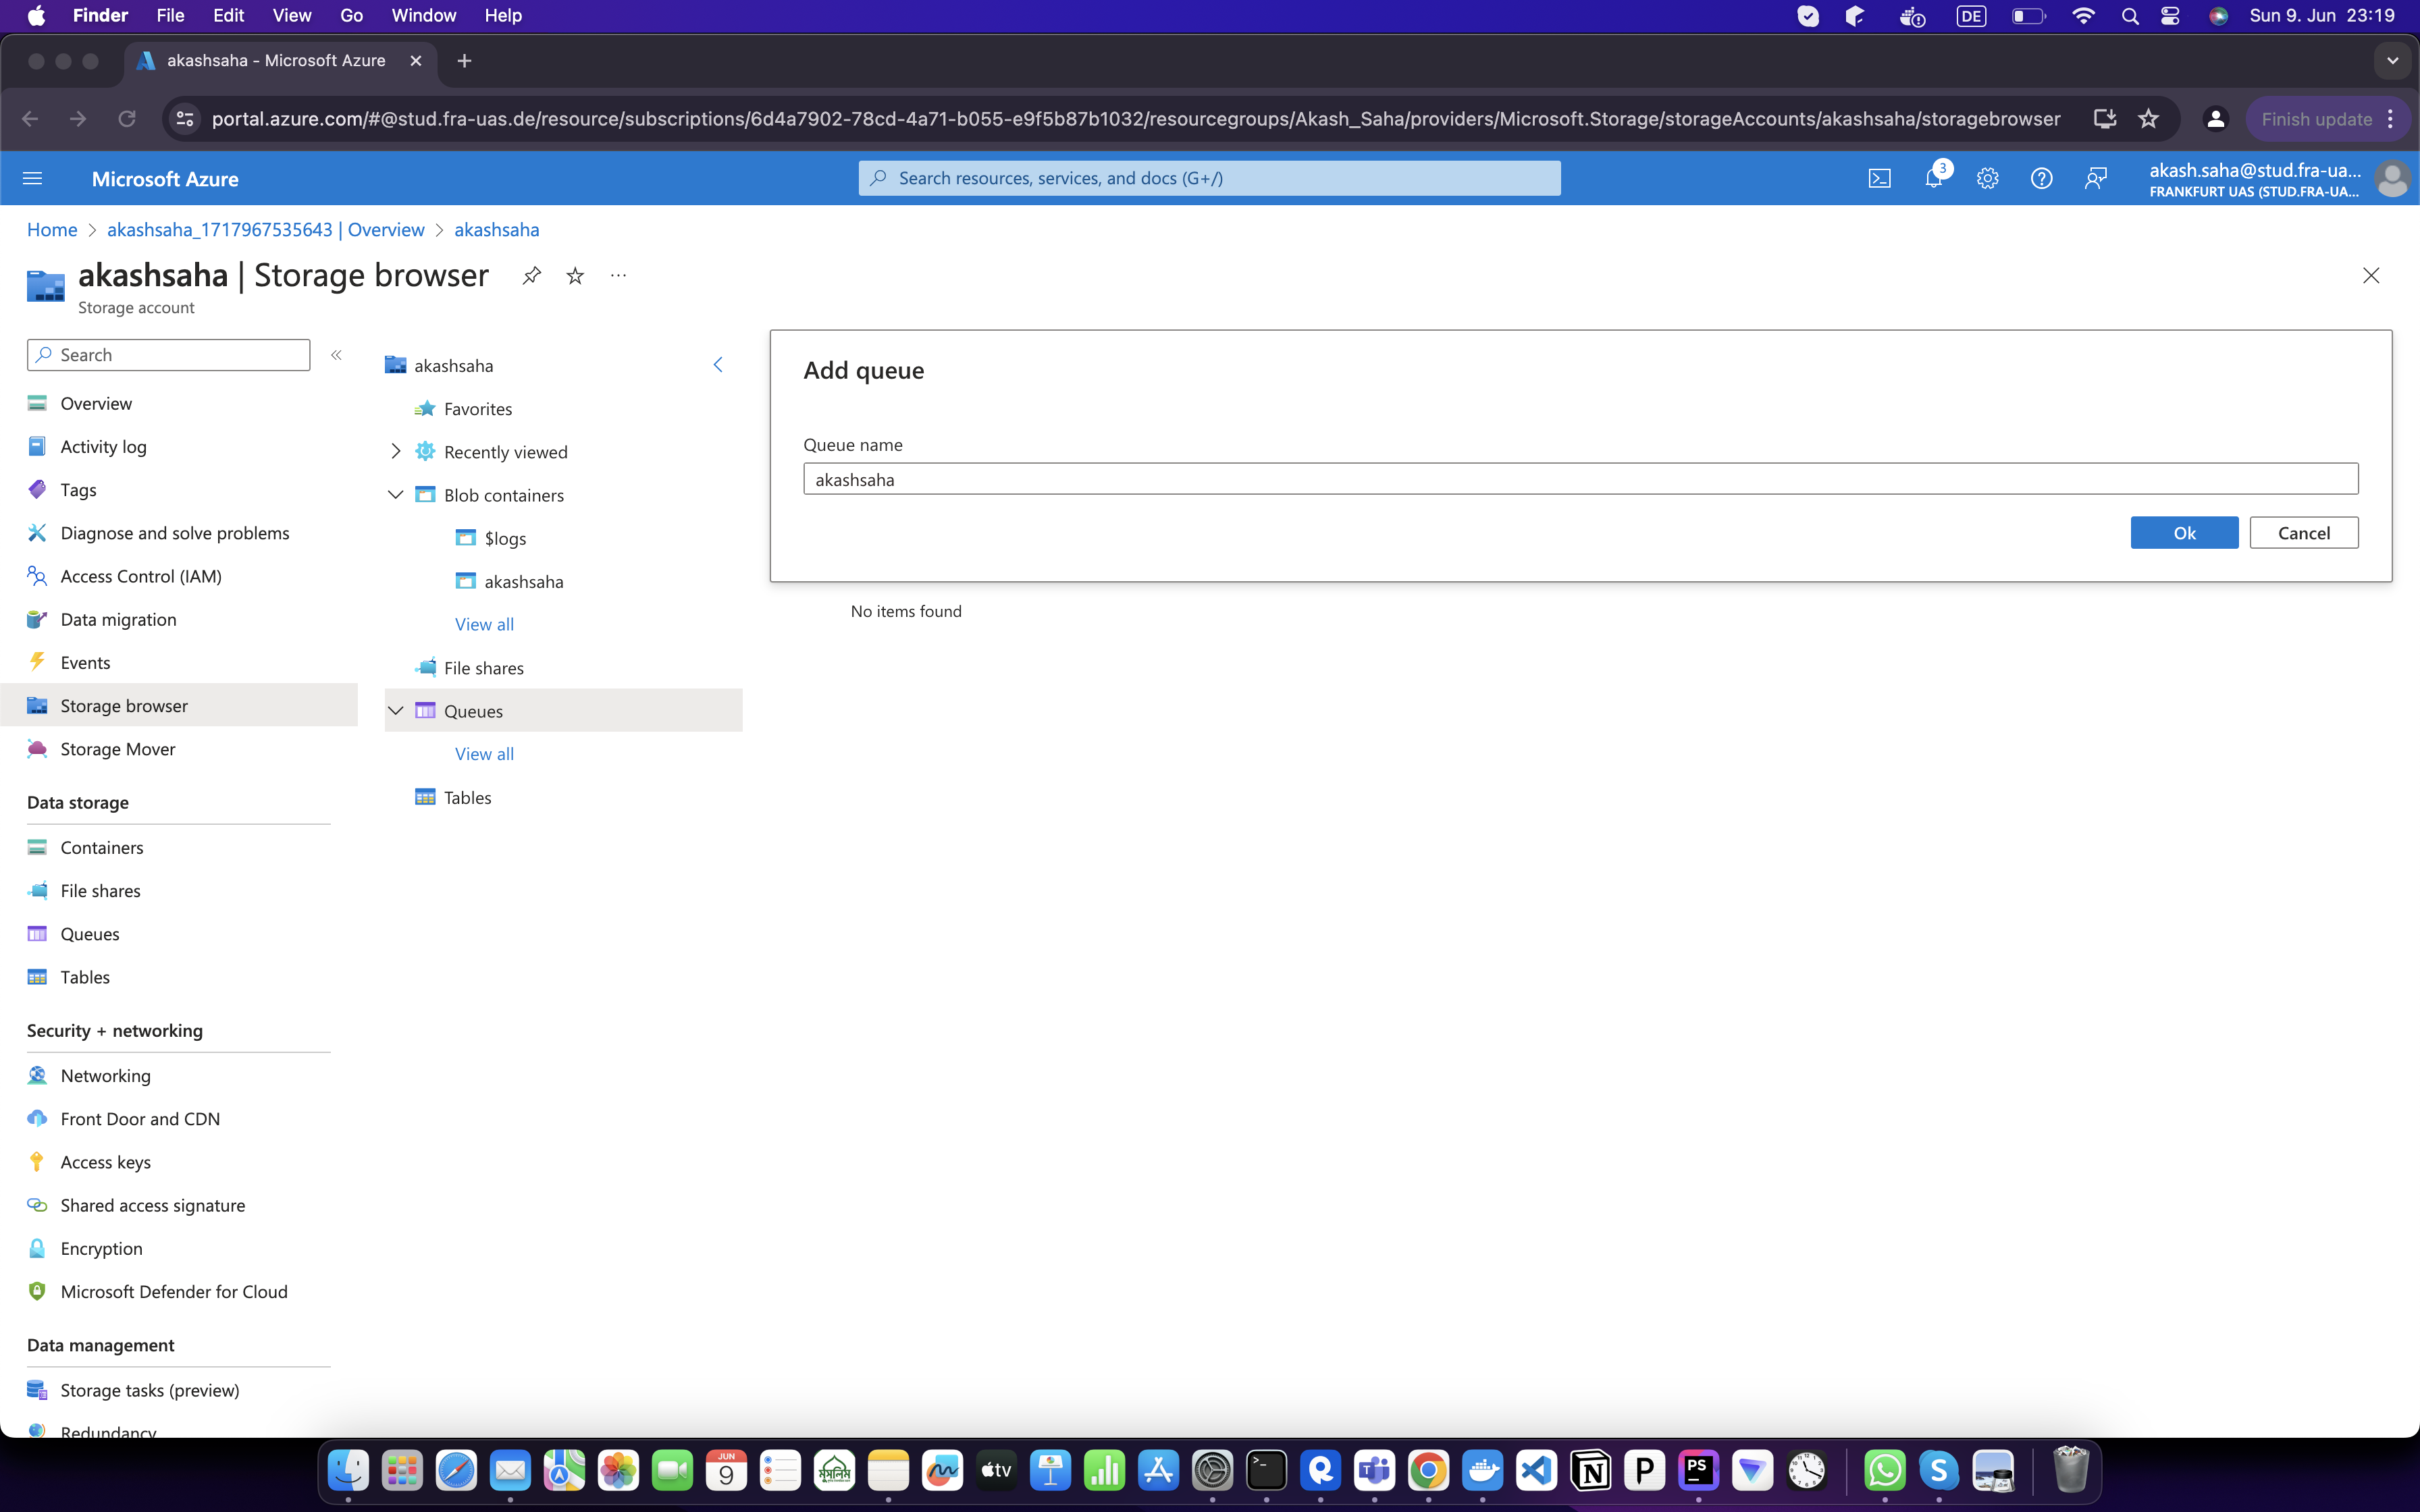 Finder File Edit View Go Window Help DE Sun 9. Jun 23:19
akashsaha - Microsoft Azure
portal.azure.com/#@stud.fra-uas.de/resource/subscriptions/6d4a7902-78cd-4a71-b055-e9f5b87b1032/resourcegroups/Akash_Saha/providers/Microsoft.Storage/storageAccounts/akashsaha/storagebrowser Finish update
Microsoft Azure Search resources, services, and docs (G+/) 3 akash.saha@stud.fra-ua...
FRANKFURT UAS (STUD.FRA-UA...
Home > akashsaha_1717967535643 | Overview > akashsaha
akashsaha | Storage browser
Storage account
Search
Overview
Activity log
Tags
Diagnose and solve problems
Access Control (IAM)
Data migration
Events
Storage browser
Storage Mover
Data storage
Containers
File shares
Queues
Tables
Security + networking
Networking
Front Door and CDN
Access keys
Shared access signature
Encryption
Microsoft Defender for Cloud
Data management
Storage tasks (preview)
Redundancy
akashsaha
Favorites
Recently viewed
Blob containers
$logs
akashsaha
View all
File shares
Queues
View all
Tables
Add queue
Queue name
akashsaha
Ok Cancel
No items found
JUN
9
মুসলিম
tv
N
P
PS
S